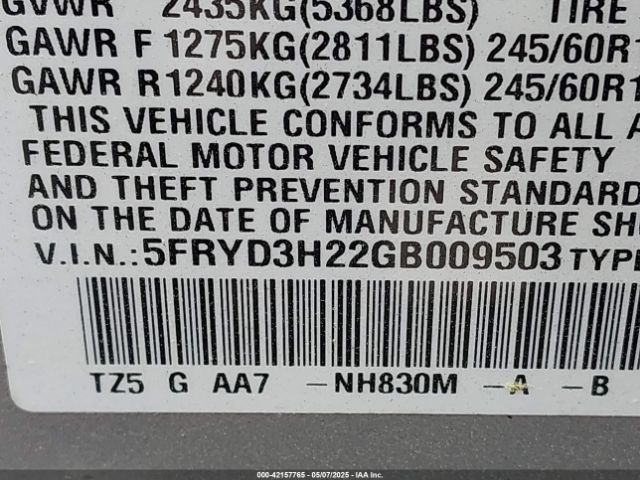 GVWR 2435KG(5368LBS) TIRE
GAWR F 1275KG(2811LBS) 245/60R1
GAWR R1240KG(2734LBS) 245/60R1
THIS VEHICLE CONFORMS TO ALL A
FEDERAL MOTOR VEHICLE SAFETY
AND THEFT PREVENTION STANDARD
ON THE DATE OF MANUFACTURE SH
V.I.N.:5FRYD3H22GB009503 TYPE
TZ5 G AA7 -NH830M -A -B
000-42157765 - 05/07/2025 - IAA Inc.